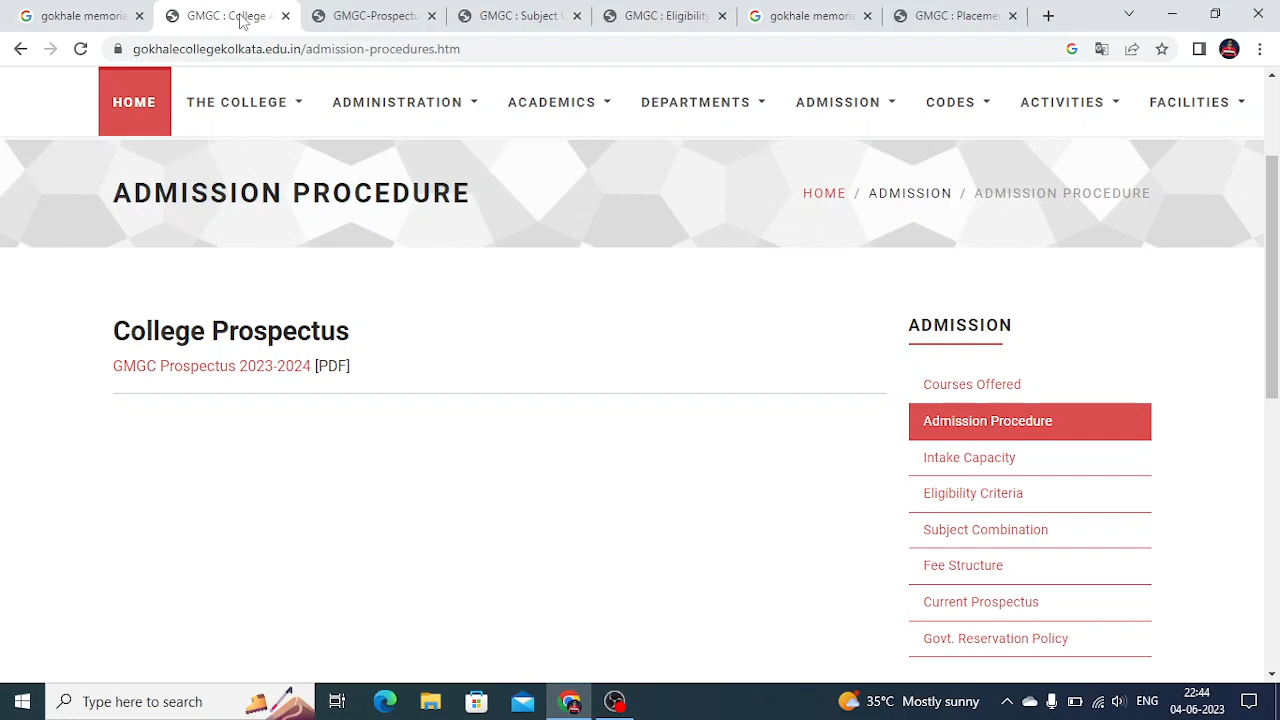 gokhale memoria
GMGC : College A
GMGC-Prospectu
GMGC : Subject C
GMGC : Eligibility
gokhale memoria
GMGC : Placemen
gokhalecollegekolkata.edu.in/admission-procedures.htm
HOME THE COLLEGE ADMINISTRATION ACADEMICS DEPARTMENTS ADMISSION CODES ACTIVITIES FACILITIES
ADMISSION PROCEDURE
HOME / ADMISSION / ADMISSION PROCEDURE
College Prospectus
GMGC Prospectus 2023-2024 [PDF]
ADMISSION
Courses Offered
Admission Procedure
Intake Capacity
Eligibility Criteria
Subject Combination
Fee Structure
Current Prospectus
Govt. Reservation Policy
Type here to search
35°C Mostly sunny
ENG
22:44
04-06-2023